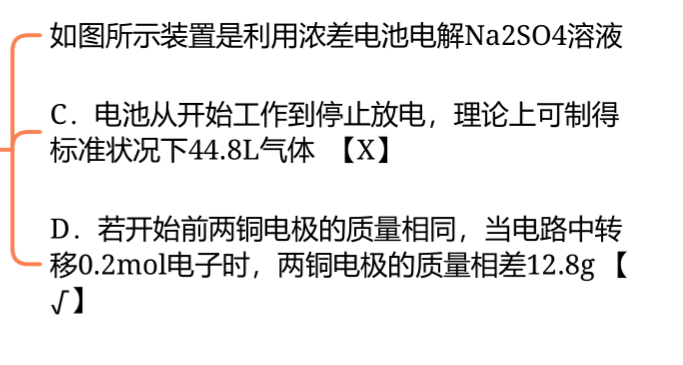 如图所示装置是利用浓差电池电解Na2SO4溶液
C．电池从开始工作到停止放电，理论上可制得
标准状况下44.8L气体 【X】
D．若开始前两铜电极的质量相同，当电路中转
移0.2mol电子时，两铜电极的质量相差12.8g 【
√】